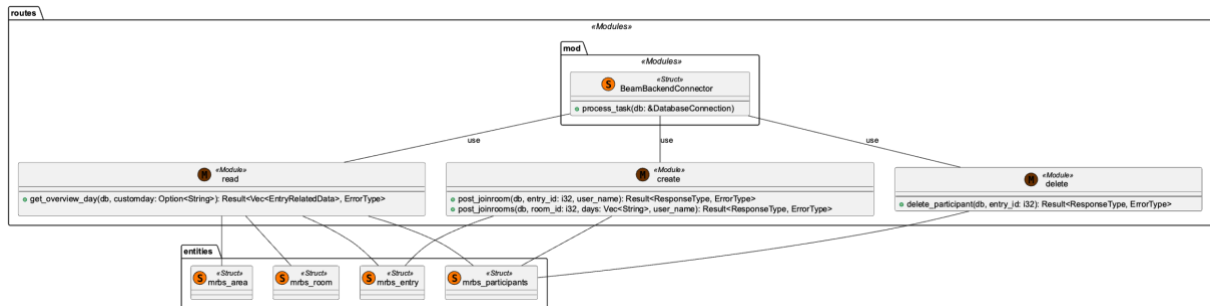 routes
«Modules»
mod
«Modules»
S «Struct»
BeamBackendConnector
process_task(db: &DatabaseConnection)
use
use
use
M «Module»
read
get_overview_day(db, customday: Option<String>): Result<Vec<EntryRelatedData>, ErrorType>
M «Module»
create
post_joinroom(db, entry_id: i32, user_name): Result<ResponseType, ErrorType>
post_joinrooms(db, room_id: i32, days: Vec<String>, user_name): Result<ResponseType, ErrorType>
M «Module»
delete
delete_participant(db, entry_id: i32): Result<ResponseType, ErrorType>
entities
S «Struct»
mrbs_area
S «Struct»
mrbs_room
S «Struct»
mrbs_entry
S «Struct»
mrbs_participants